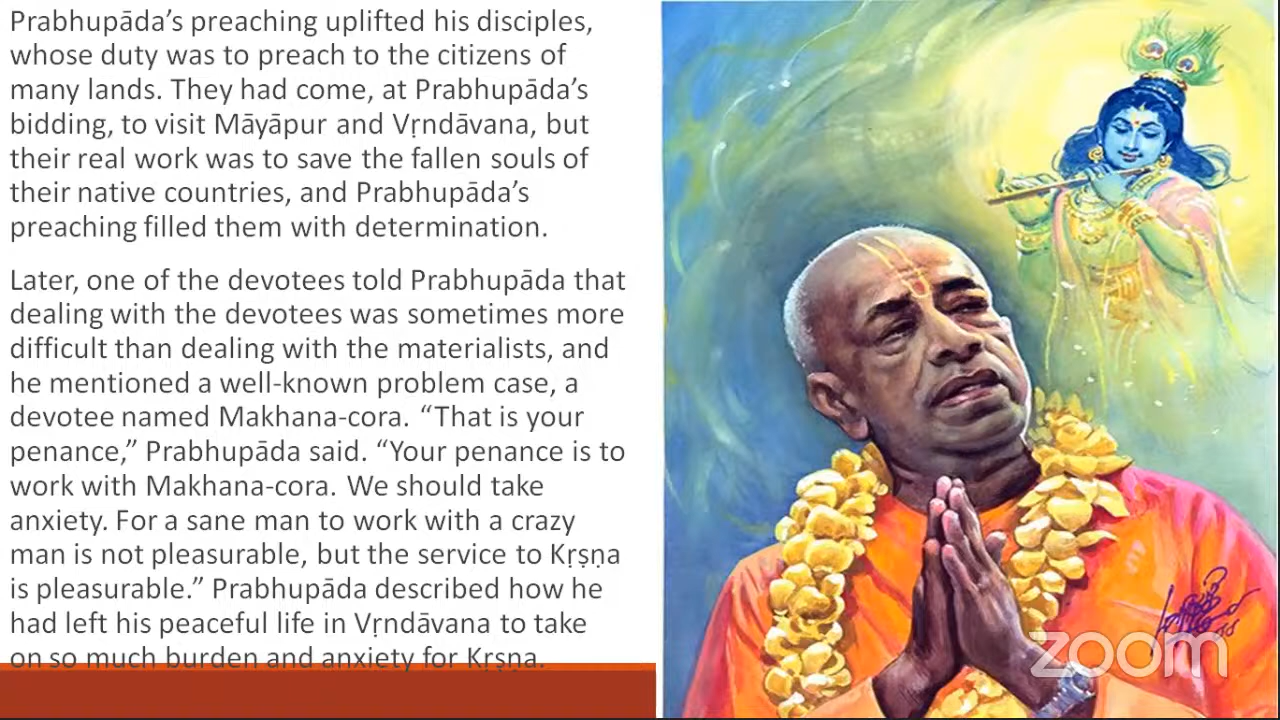 Prabhupāda’s preaching uplifted his disciples,
whose duty was to preach to the citizens of
many lands. They had come, at Prabhupāda’s
bidding, to visit Māyāpur and Vṛndāvana, but
their real work was to save the fallen souls of
their native countries, and Prabhupāda’s
preaching filled them with determination.
Later, one of the devotees told Prabhupāda that
dealing with the devotees was sometimes more
difficult than dealing with the materialists, and
he mentioned a well-known problem case, a
devotee named Makhana-cora. “That is your
penance,” Prabhupāda said. “Your penance is to
work with Makhana-cora. We should take
anxiety. For a sane man to work with a crazy
man is not pleasurable, but the service to Kṛṣṇa
is pleasurable.” Prabhupāda described how he
had left his peaceful life in Vṛndāvana to take
on so much burden and anxiety for Kṛṣṇa.
zoom